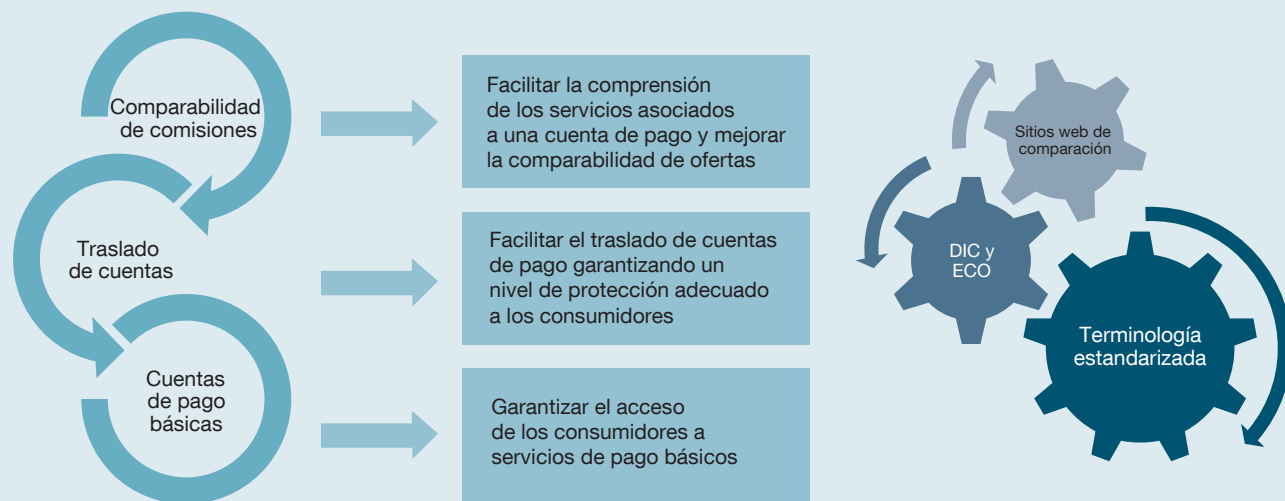 Comparabilidad
de comisiones
Facilitar la comprensión
de los servicios asociados
a una cuenta de pago y mejorar
la comparabilidad de ofertas
Traslado
de cuentas
Facilitar el traslado de cuentas
de pago garantizando un
nivel de protección adecuado
a los consumidores
Cuentas
de pago
básicas
Garantizar el acceso
de los consumidores a
servicios de pago básicos
Sitios web de
comparación
DIC y
ECO
Terminología
estandarizada